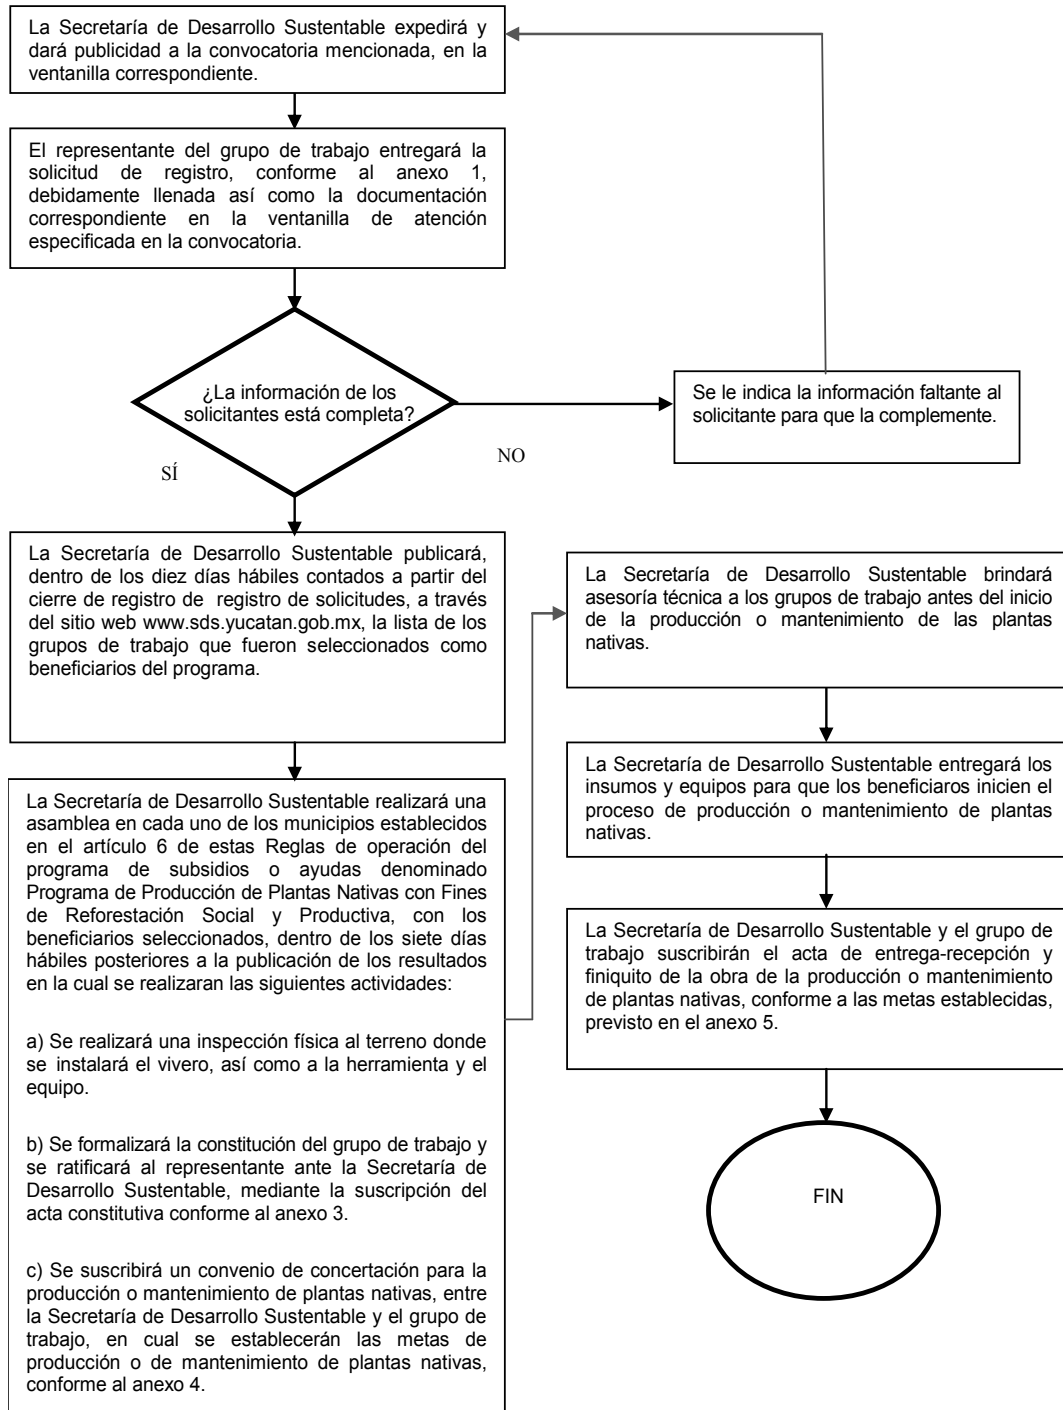 La Secretaría de Desarrollo Sustentable expedirá y
dará publicidad a la convocatoria mencionada, en la
ventanilla correspondiente.
El representante del grupo de trabajo entregará la
solicitud de registro, conforme al anexo 1,
debidamente llenada así como la documentación
correspondiente en la ventanilla de atención
especificada en la convocatoria.
¿La información de los
solicitantes está completa?
Se le indica la información faltante al
solicitante para que la complemente.
NO
SÍ
La Secretaría de Desarrollo Sustentable publicará,
dentro de los diez días hábiles contados a partir del
cierre de registro de registro de solicitudes, a través
del sitio web www.sds.yucatan.gob.mx, la lista de los
grupos de trabajo que fueron seleccionados como
beneficiarios del programa.
La Secretaría de Desarrollo Sustentable realizará una
asamblea en cada uno de los municipios establecidos
en el artículo 6 de estas Reglas de operación del
programa de subsidios o ayudas denominado
Programa de Producción de Plantas Nativas con Fines
de Reforestación Social y Productiva, con los
beneficiarios seleccionados, dentro de los siete días
hábiles posteriores a la publicación de los resultados
en la cual se realizaran las siguientes actividades:
a) Se realizará una inspección física al terreno donde
se instalará el vivero, así como a la herramienta y el
equipo.
b) Se formalizará la constitución del grupo de trabajo y
se ratificará al representante ante la Secretaría de
Desarrollo Sustentable, mediante la suscripción del
acta constitutiva conforme al anexo 3.
c) Se suscribirá un convenio de concertación para la
producción o mantenimiento de plantas nativas, entre
la Secretaría de Desarrollo Sustentable y el grupo de
trabajo, en cual se establecerán las metas de
producción o de mantenimiento de plantas nativas,
conforme al anexo 4.
La Secretaría de Desarrollo Sustentable brindará
asesoría técnica a los grupos de trabajo antes del inicio
de la producción o mantenimiento de las plantas
nativas.
La Secretaría de Desarrollo Sustentable entregará los
insumos y equipos para que los beneficiaros inicien el
proceso de producción o mantenimiento de plantas
nativas.
La Secretaría de Desarrollo Sustentable y el grupo de
trabajo suscribirán el acta de entrega-recepción y
finiquito de la obra de la producción o mantenimiento
de plantas nativas, conforme a las metas establecidas,
previsto en el anexo 5.
FIN